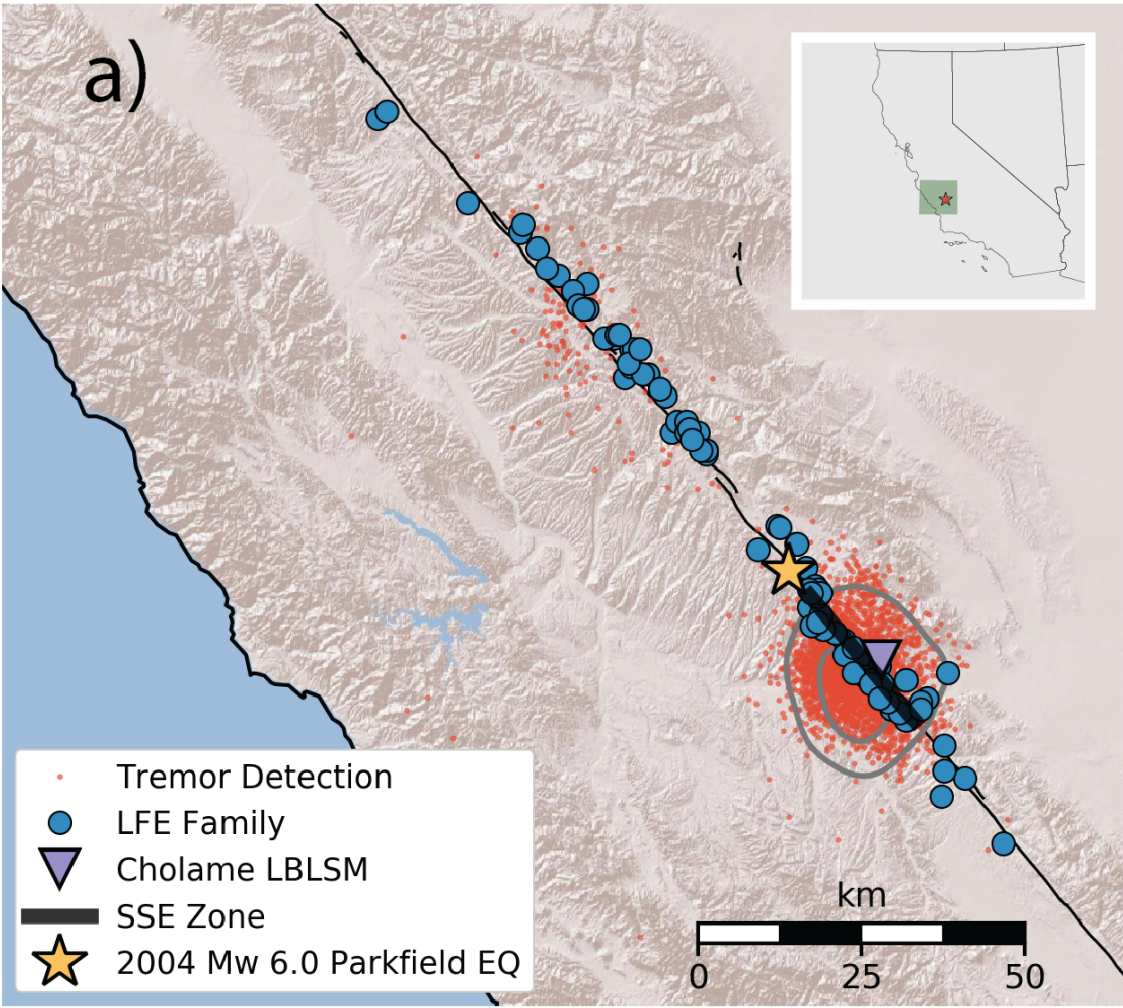 a)
Tremor Detection
LFE Family
Cholame LBLSM
SSE Zone
2004 Mw 6.0 Parkfield EQ
km
0 25 50